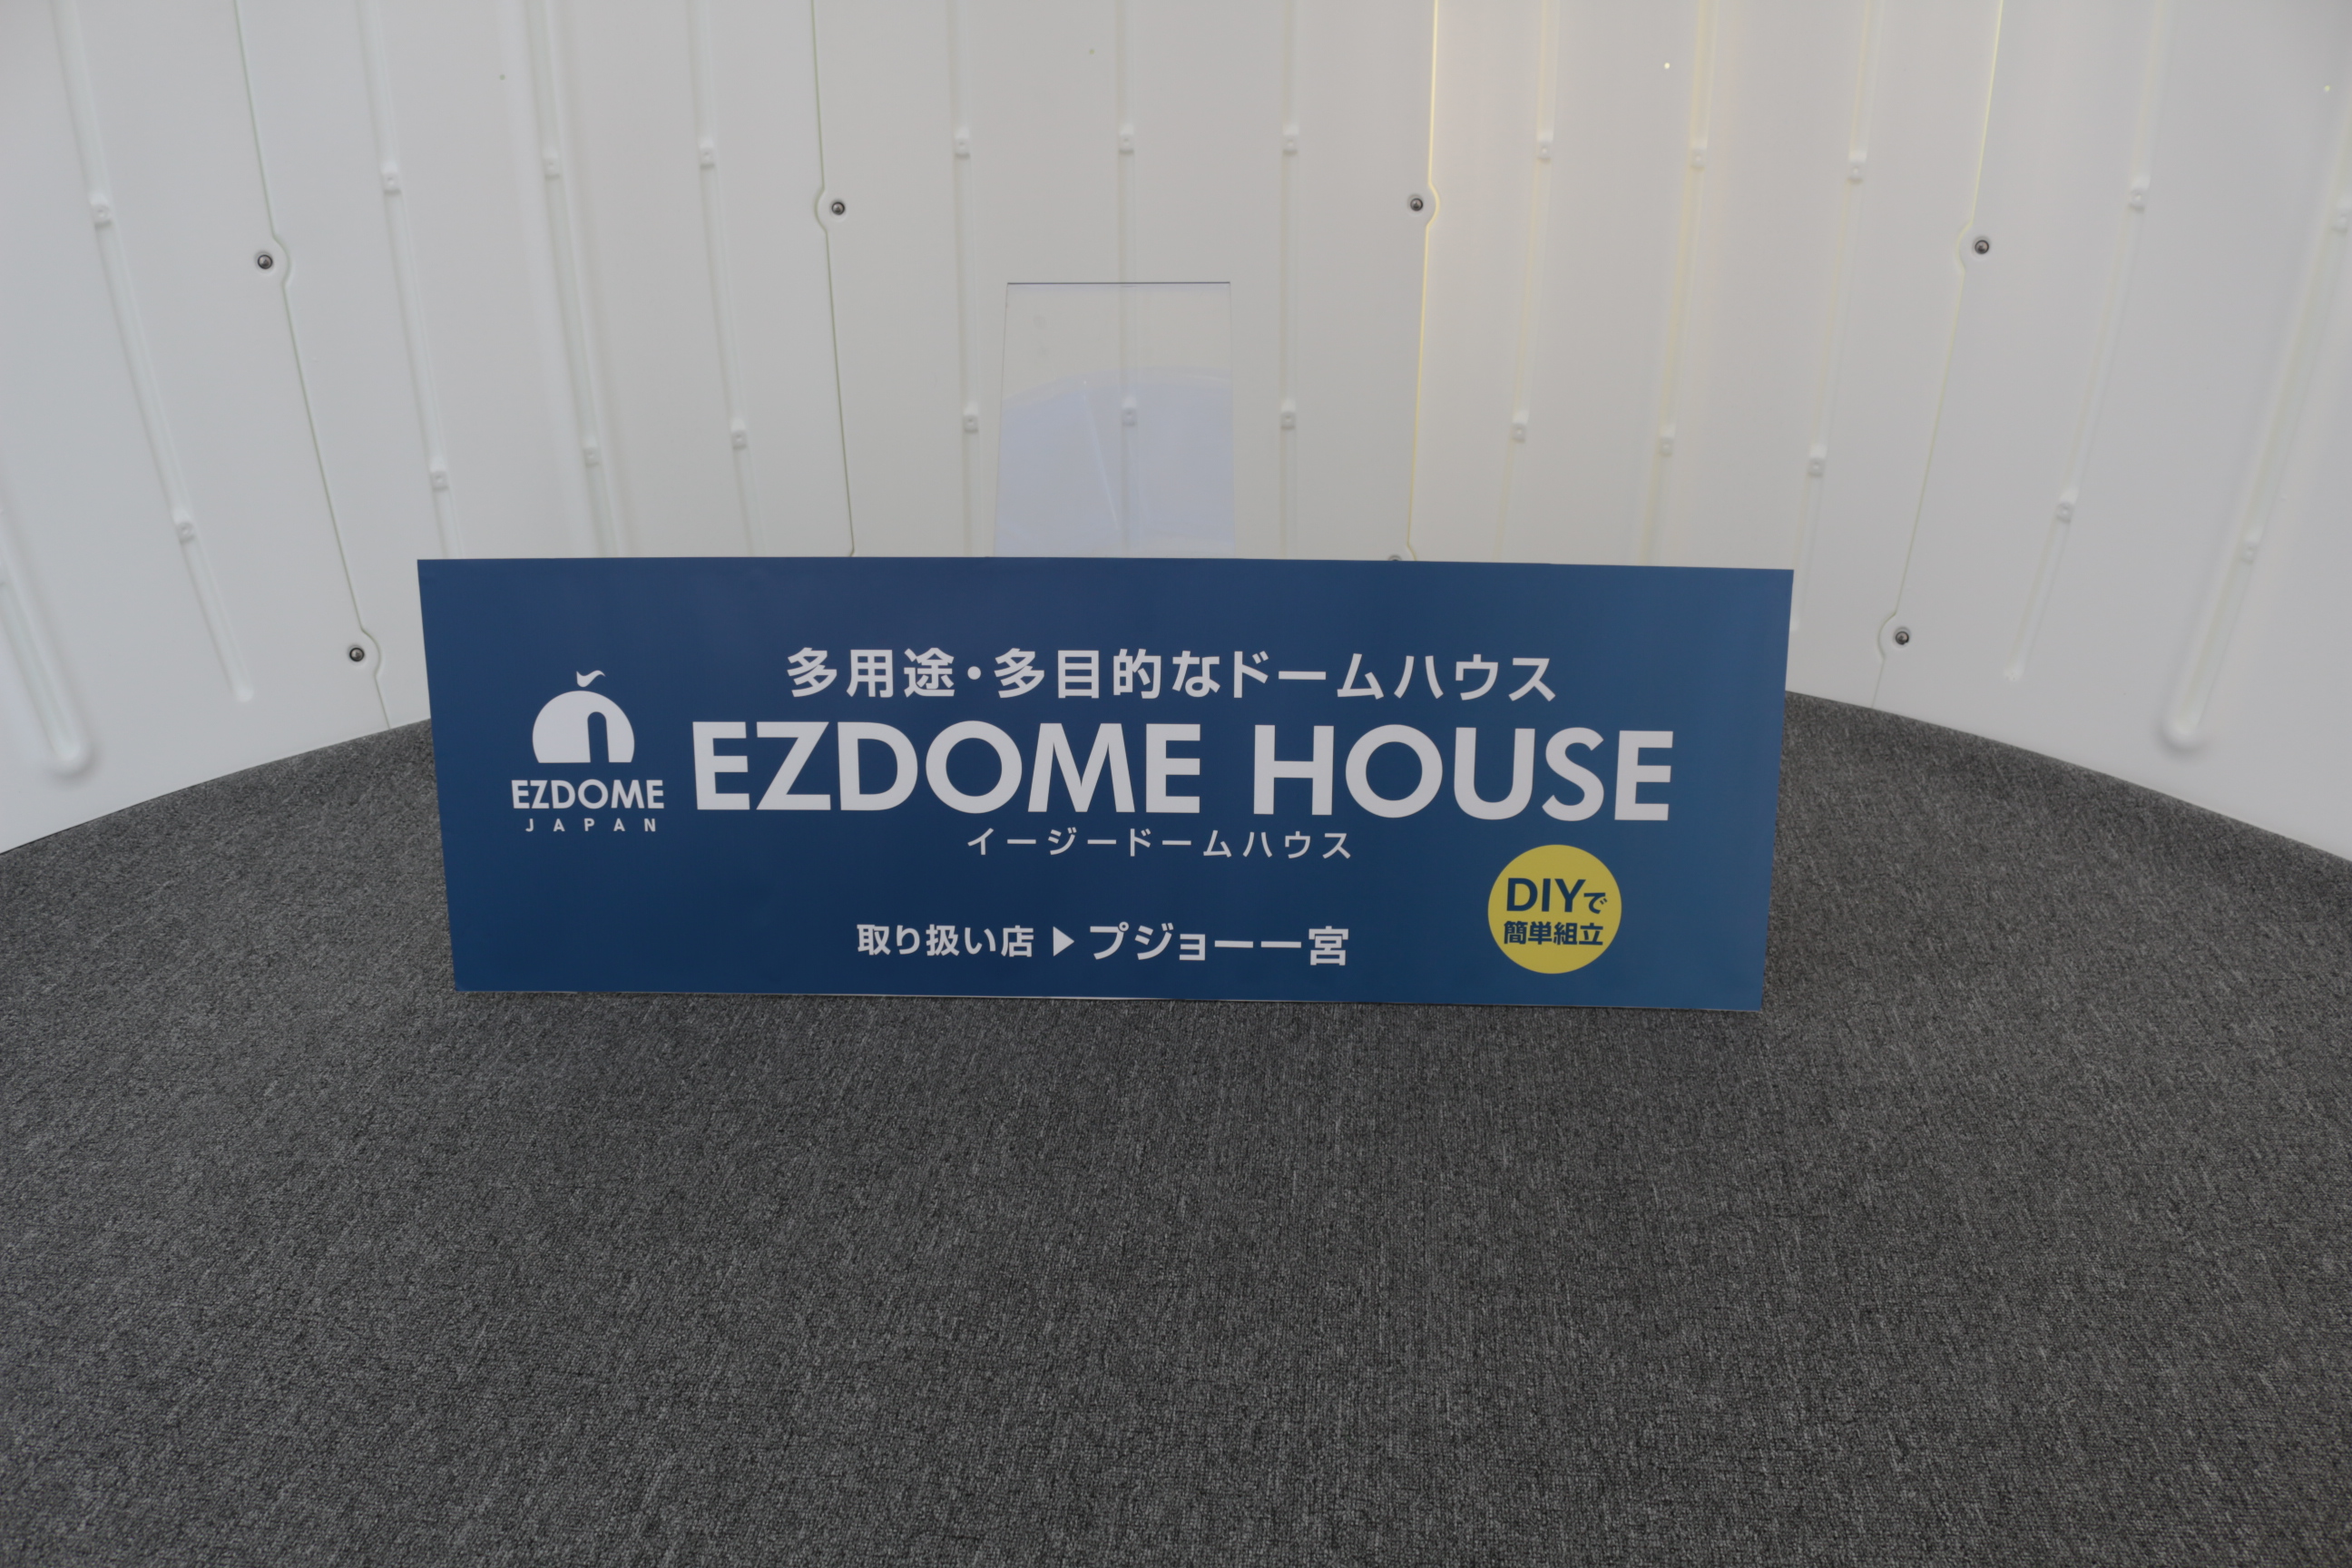 多用途・多目的なドームハウス
EZDOME
JAPAN
EZDOME HOUSE
イージードームハウス
DIYで
簡単組立
取り扱い店▶プジョー一宮